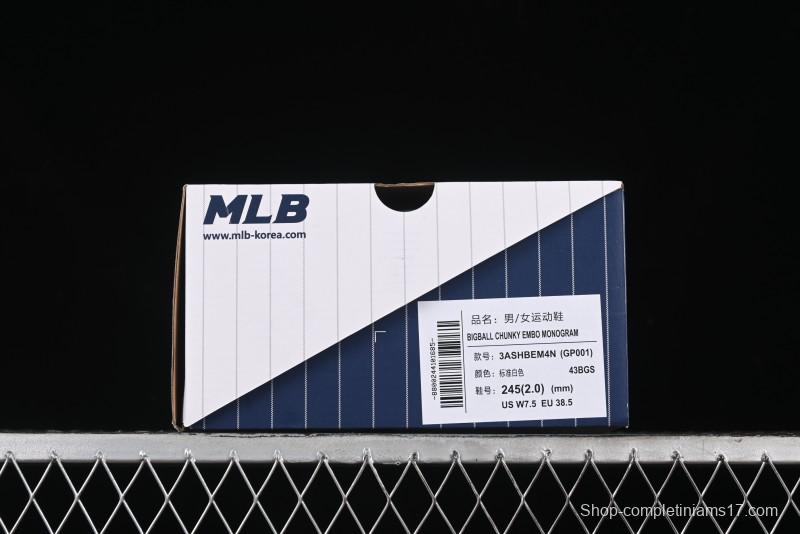 MLB
www.mlb-korea.com
品名: 男/女运动鞋
BIGBALL CHUNKY EMBO MONOGRAM
款号: 3ASHBEM4N (GP001)
颜色: 标准白色 43BGS
鞋号: 245(2.0) (mm)
US W7.5 EU 38.5
-8800244101685-
Shop-completiniams17.com